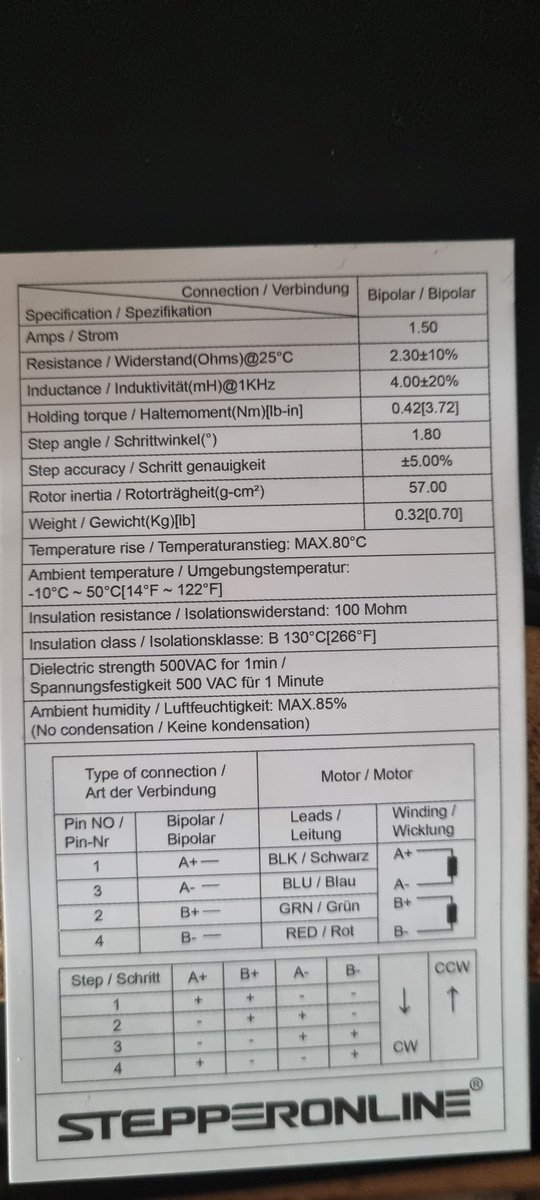 Connection / Verbindung Bipolar / Bipolar
Specification / Spezifikation
Amps / Strom 1.50
Resistance / Widerstand(Ohms)@25°C 2.30±10%
Inductance / Induktivität(mH)@1KHz 4.00±20%
Holding torque / Haltemoment(Nm)[lb-in] 0.42[3.72]
Step angle / Schrittwinkel(°) 1.80
Step accuracy / Schritt genauigkeit ±5.00%
Rotor inertia / Rotorträgheit(g-cm²) 57.00
Weight / Gewicht(Kg)[lb] 0.32[0.70]
Temperature rise / Temperaturanstieg: MAX.80°C
Ambient temperature / Umgebungstemperatur:
-10°C ~ 50°C[14°F ~ 122°F]
Insulation resistance / Isolationswiderstand: 100 Mohm
Insulation class / Isolationsklasse: B 130°C[266°F]
Dielectric strength 500VAC for 1min /
Spannungsfestigkeit 500 VAC für 1 Minute
Ambient humidity / Luftfeuchtigkeit: MAX.85%
(No condensation / Keine kondensation)
Type of connection / Motor / Motor
Art der Verbindung
Pin NO / Bipolar / Leads / Winding /
Pin-Nr Bipolar Leitung Wicklung
1 A+ BLK / Schwarz A+
3 A- BLU / Blau A-
2 B+ GRN / Grün B+
4 B- RED / Rot B-
Step / Schritt A+ B+ A- B- CCW
1 + + - - ↓ ↑
2 - + + -
3 - - + + CW
4 + - - +
STEPPERONLINE®